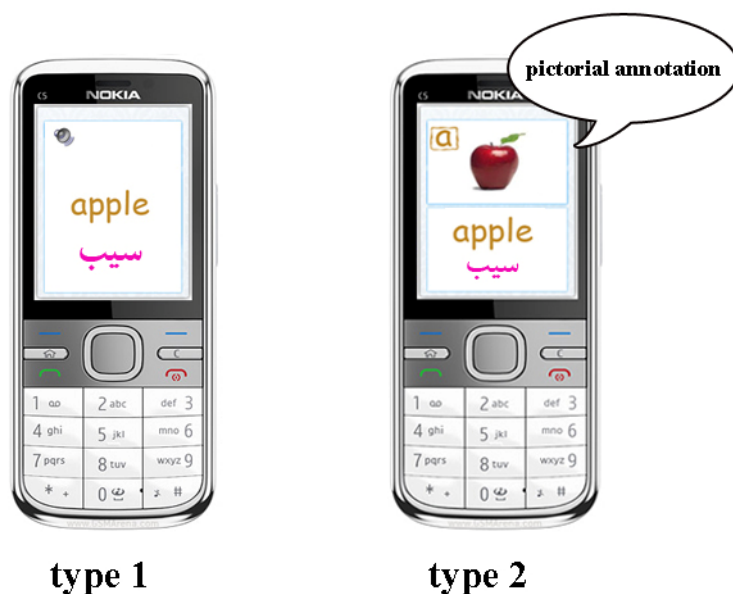 C5 NOKIA
apple
سیب
C
1
2 abc
def 3
4 ghi
5 jkl
mno 6
7 pqrs
8 tuv
wxyz 9
* +
0
#
type 1
pictorial annotation
C5 NOKIA
a
apple
سیب
C
1
2 abc
def 3
4 ghi
5 jkl
mno 6
7 pqrs
8 tuv
wxyz 9
* +
0
#
type 2